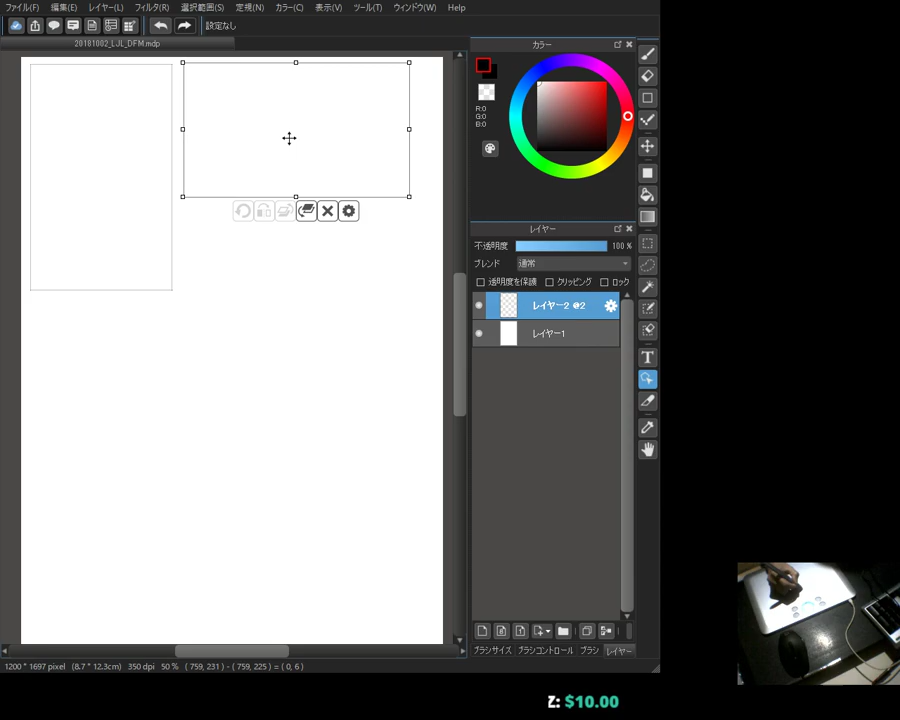 ファイル(F) 編集(E) レイヤー(L) フィルタ(R) 選択範囲(S) 定規(N) カラー(C) 表示(V) ツール(T) ウィンドウ(W) Help
設定なし
20181002_LJL_DFM.mdp
カラー
R:0
G:0
B:0
レイヤー
不透明度 100 %
ブレンド 通常
透明度を保護 クリッピング ロック
レイヤー2 @2
レイヤー1
T
ブラシサイズ ブラシコントロール ブラシ レイヤー
1200 * 1697 pixel (8.7 * 12.3cm) 350 dpi 50 % ( 759, 231 ) - ( 759, 225 ) = ( 0, 6 )
Z: $10.00